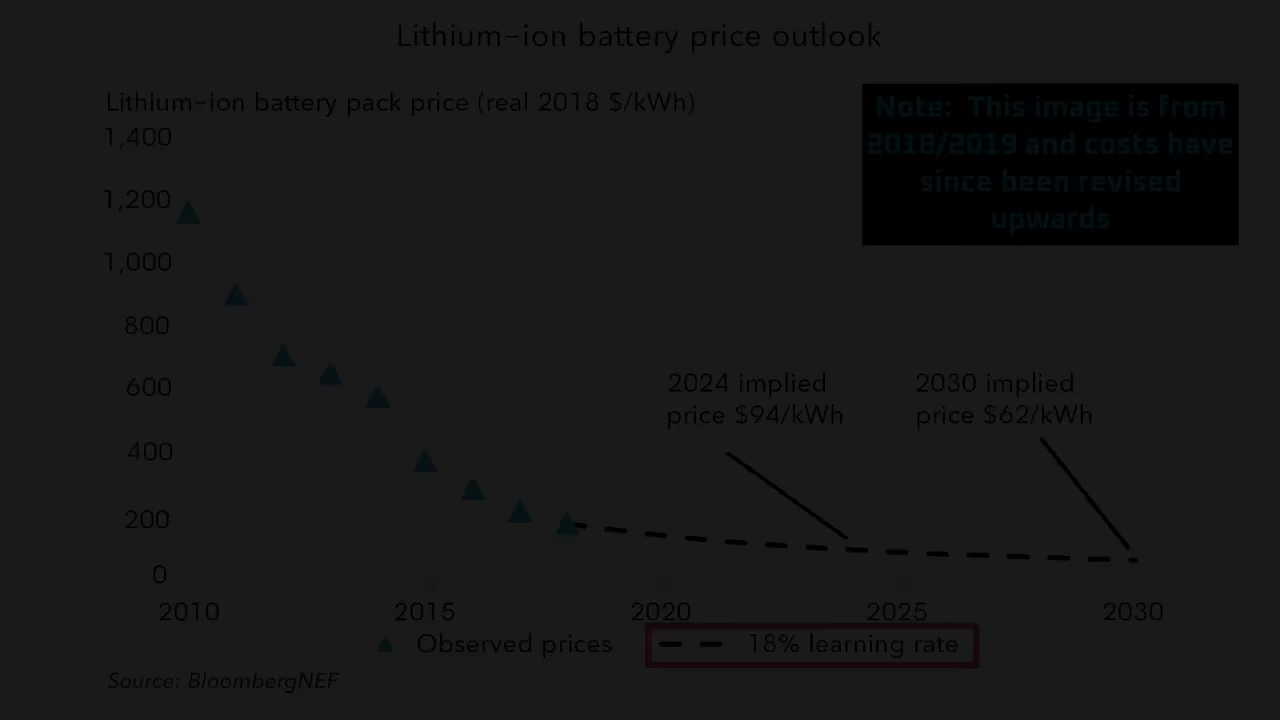 Lithium-ion battery price outlook
Lithium-ion battery pack price (real 2018 $/kWh)
Note: This image is from
2018/2019 and costs have
since been revised
upwards
1,400
1,200
1,000
800
600
400
200
0
2024 implied
price $94/kWh
2030 implied
price $62/kWh
2010 2015 2020 2025 2030
Observed prices 18% learning rate
Source: BloombergNEF